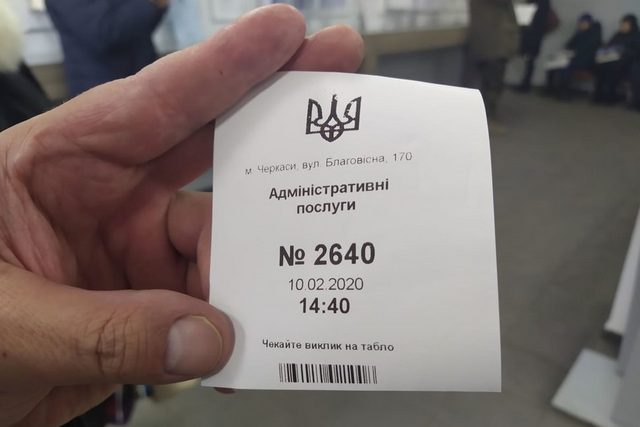 м. Черкаси, вул. Благовісна, 170
Адміністративні
послуги
№ 2640
10.02.2020
14:40
Чекайте виклик на табло